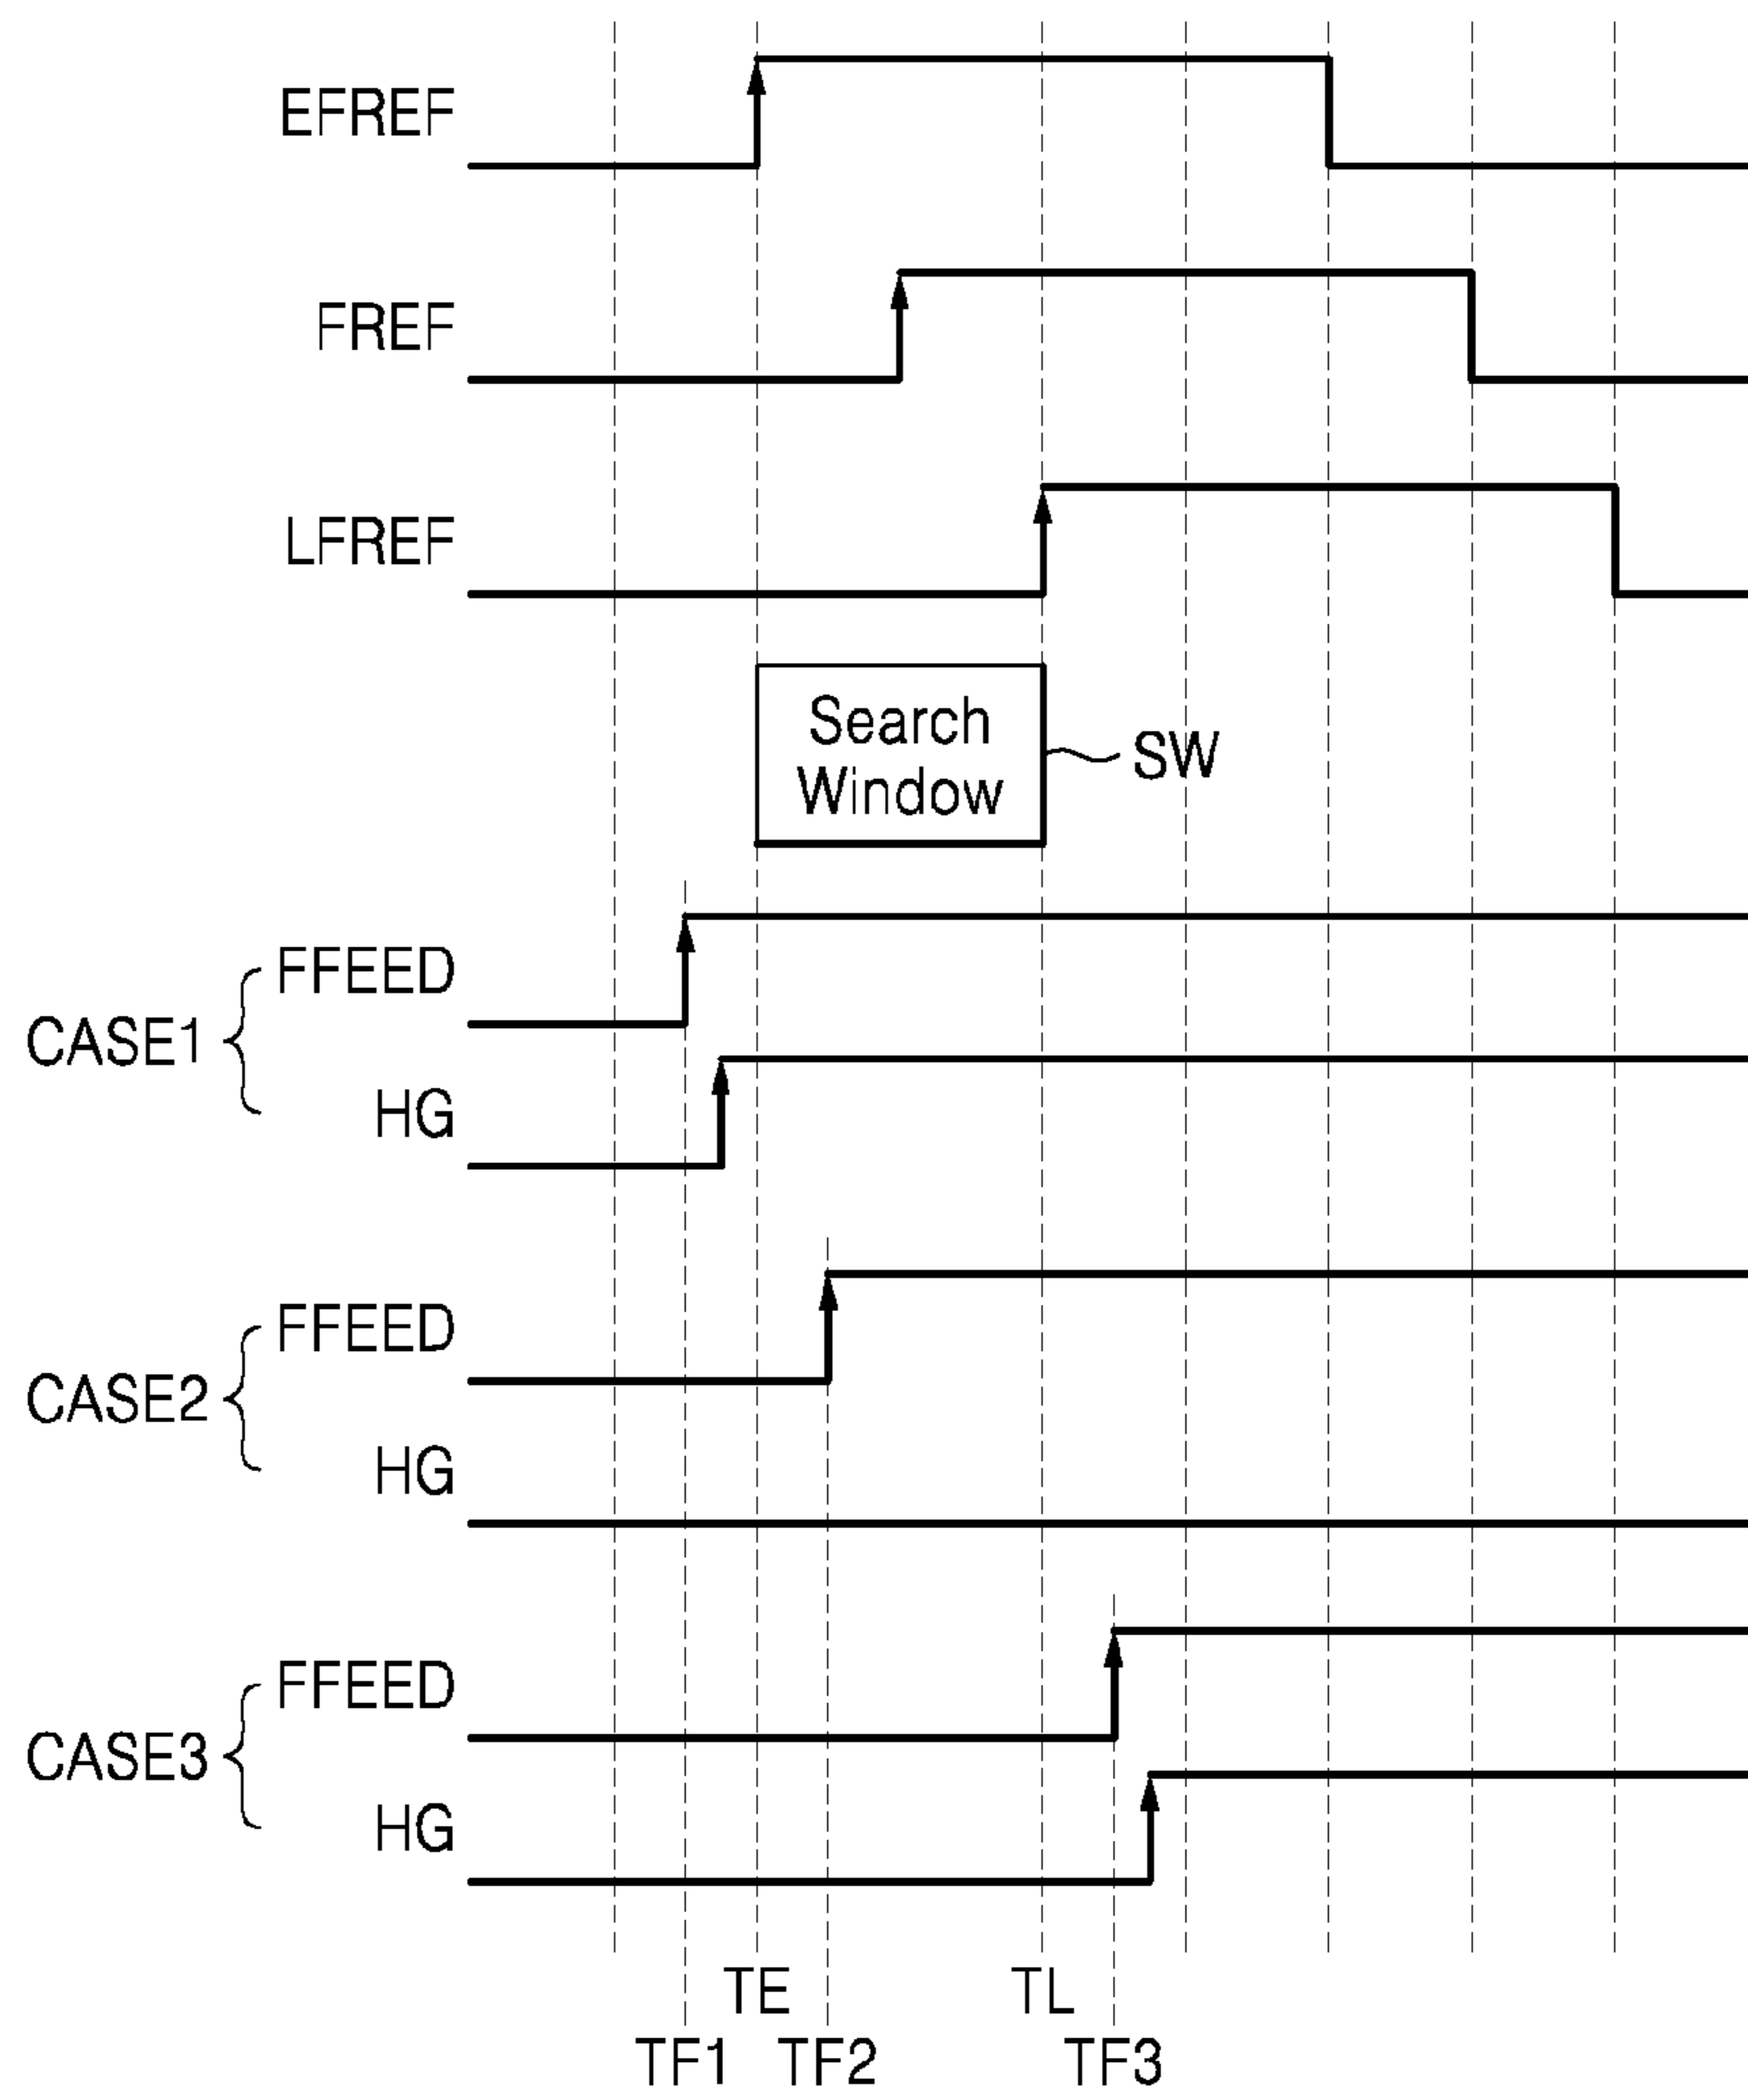 EFREF
FREF
LFREF
Search
Window
SW
FFEED
CASE1
HG
FFEED
CASE2
HG
FFEED
CASE3
HG
TE
TL
TF1
TF2
TF3